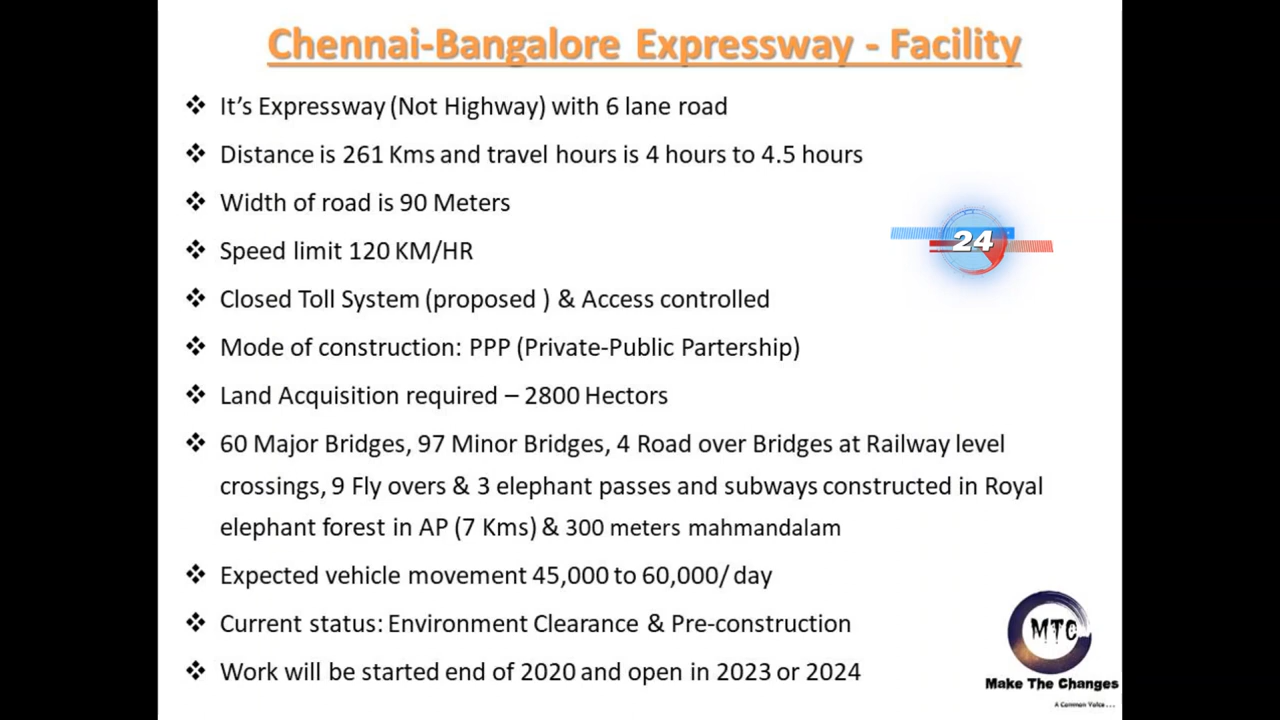 Chennai-Bangalore Expressway - Facility
❖ It's Expressway (Not Highway) with 6 lane road
❖ Distance is 261 Kms and travel hours is 4 hours to 4.5 hours
❖ Width of road is 90 Meters
❖ Speed limit 120 KM/HR
24
❖ Closed Toll System (proposed ) & Access controlled
❖ Mode of construction: PPP (Private-Public Partership)
❖ Land Acquisition required – 2800 Hectors
❖ 60 Major Bridges, 97 Minor Bridges, 4 Road over Bridges at Railway level
crossings, 9 Fly overs & 3 elephant passes and subways constructed in Royal
elephant forest in AP (7 Kms) & 300 meters mahmandalam
❖ Expected vehicle movement 45,000 to 60,000/ day
❖ Current status: Environment Clearance & Pre-construction
❖ Work will be started end of 2020 and open in 2023 or 2024
MTC
Make The Changes
A Common Voice...